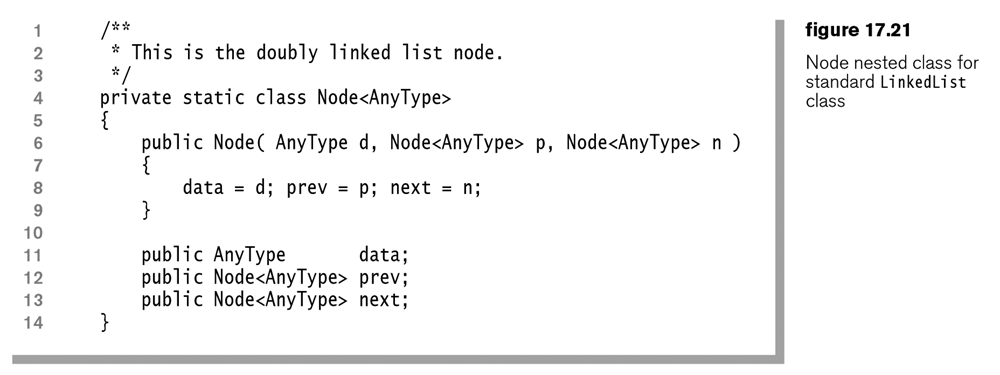 1 /**
2 * This is the doubly linked list node.
3 */
4 private static class Node<AnyType>
5 {
6 public Node( AnyType d, Node<AnyType> p, Node<AnyType> n )
7 {
8 data = d; prev = p; next = n;
9 }
10
11 public AnyType data;
12 public Node<AnyType> prev;
13 public Node<AnyType> next;
14 }
figure 17.21
Node nested class for
standard LinkedList
class